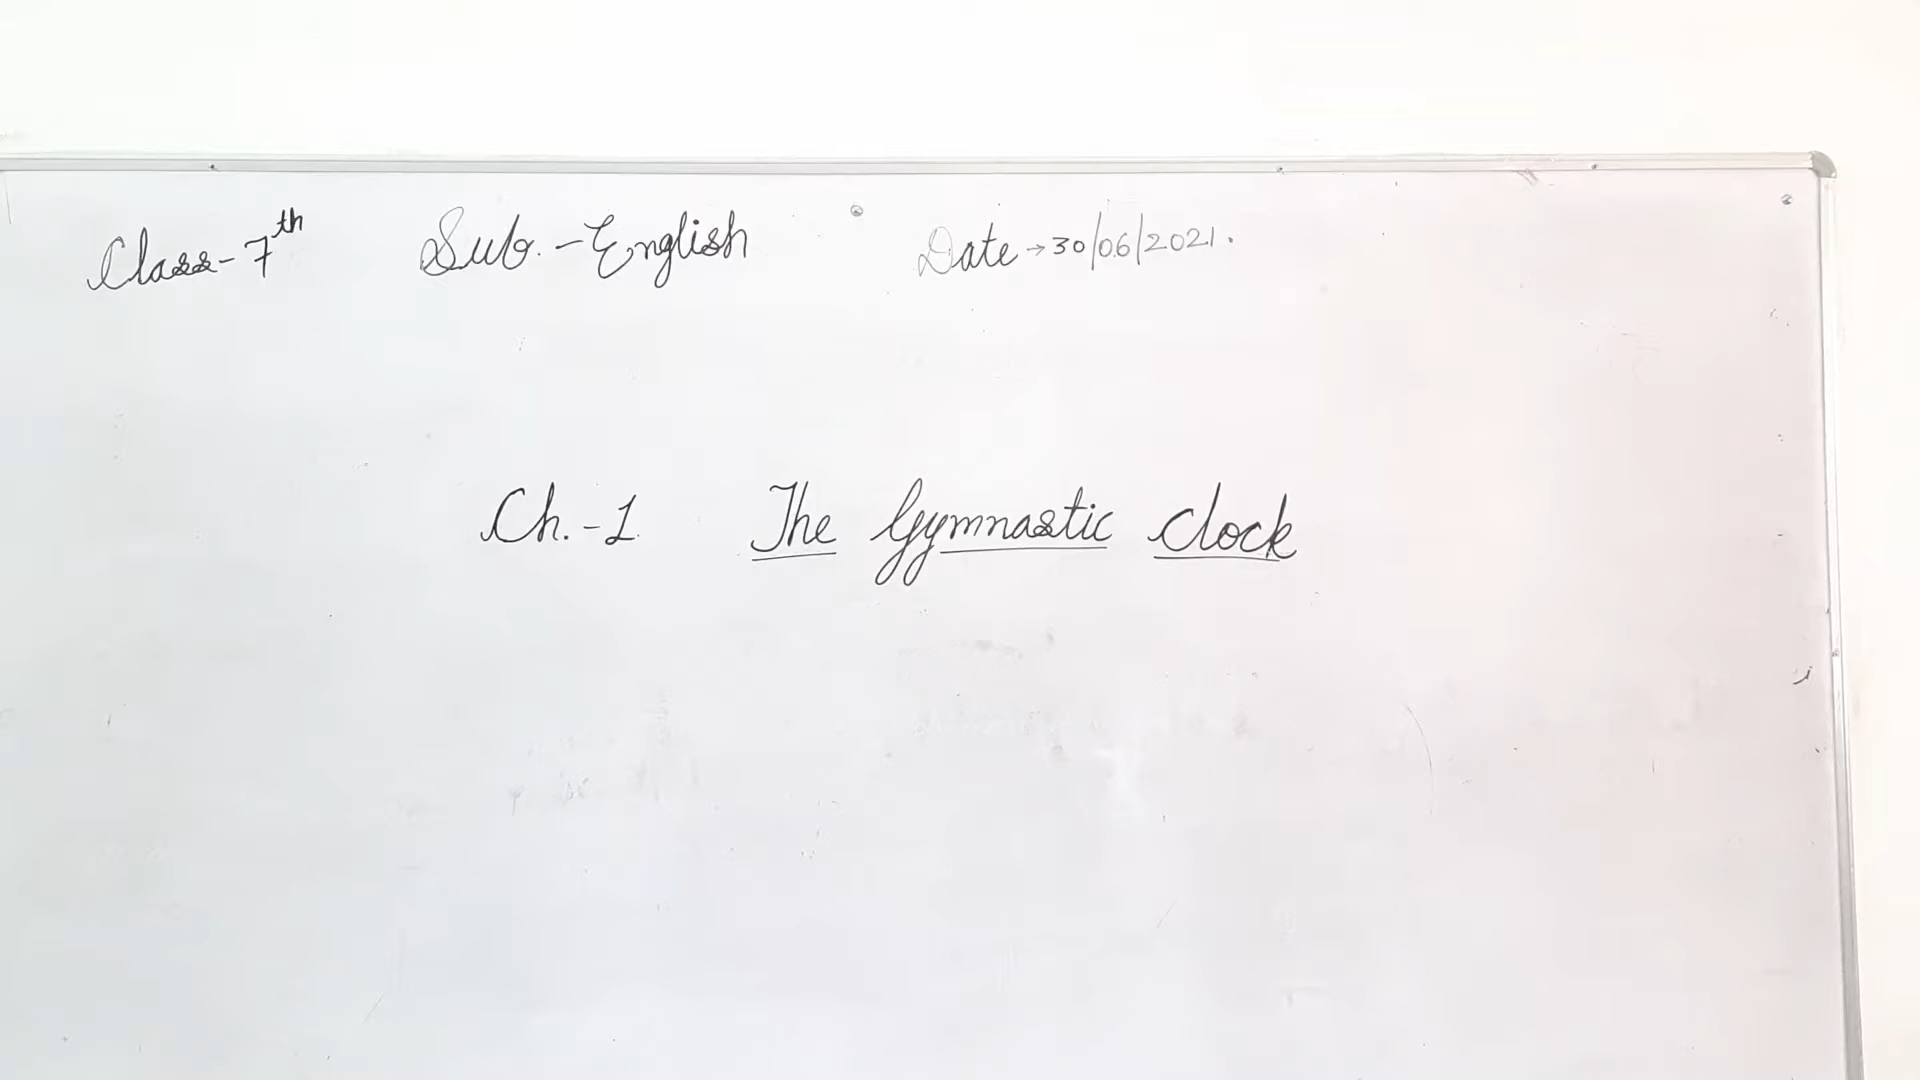 Class-7th Sub.-English Date→30/06/2021.
Ch.-1 The Gymnastic clock